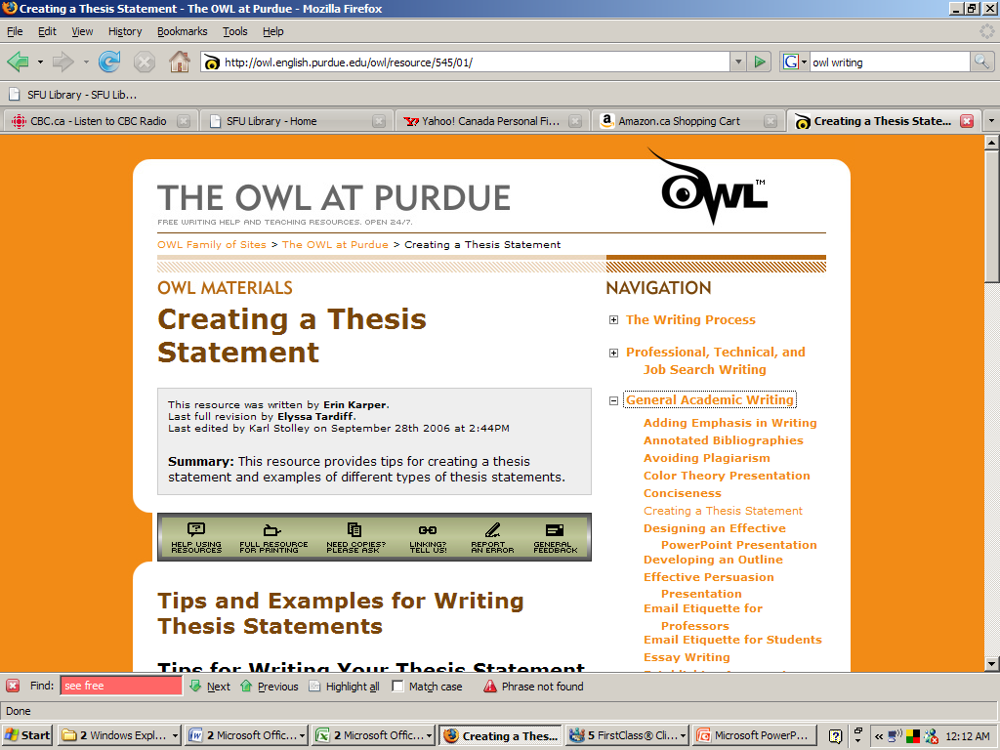 Creating a Thesis Statement - The OWL at Purdue - Mozilla Firefox
File Edit View History Bookmarks Tools Help
http://owl.english.purdue.edu/owl/resource/545/01/ G owl writing
SFU Library - SFU Lib...
CBC.ca - Listen to CBC Radio SFU Library - Home Yahoo! Canada Personal Fi... Amazon.ca Shopping Cart Creating a Thesis State...
THE OWL AT PURDUE
FREE WRITING HELP AND TEACHING RESOURCES. OPEN 24/7.
OWL™
OWL Family of Sites > The OWL at Purdue > Creating a Thesis Statement
OWL MATERIALS
Creating a Thesis
Statement
This resource was written by Erin Karper.
Last full revision by Elyssa Tardiff.
Last edited by Karl Stolley on September 28th 2006 at 2:44PM
Summary: This resource provides tips for creating a thesis
statement and examples of different types of thesis statements.
HELP USING RESOURCES
FULL RESOURCE FOR PRINTING
NEED COPIES? PLEASE ASK
LINKING? TELL US!
REPORT AN ERROR
GENERAL FEEDBACK
Tips and Examples for Writing
Thesis Statements
Tips for Writing Your Thesis Statement
NAVIGATION
The Writing Process
Professional, Technical, and
Job Search Writing
General Academic Writing
Adding Emphasis in Writing
Annotated Bibliographies
Avoiding Plagiarism
Color Theory Presentation
Conciseness
Creating a Thesis Statement
Designing an Effective
PowerPoint Presentation
Developing an Outline
Effective Persuasion
Presentation
Email Etiquette for
Professors
Email Etiquette for Students
Essay Writing
Find: see free Next Previous Highlight all Match case Phrase not found
Done
Start 2 Windows Expl... 2 Microsoft Offic... 2 Microsoft Offic... Creating a Thes... 5 FirstClass® Cli... Microsoft PowerP... 12:12 AM